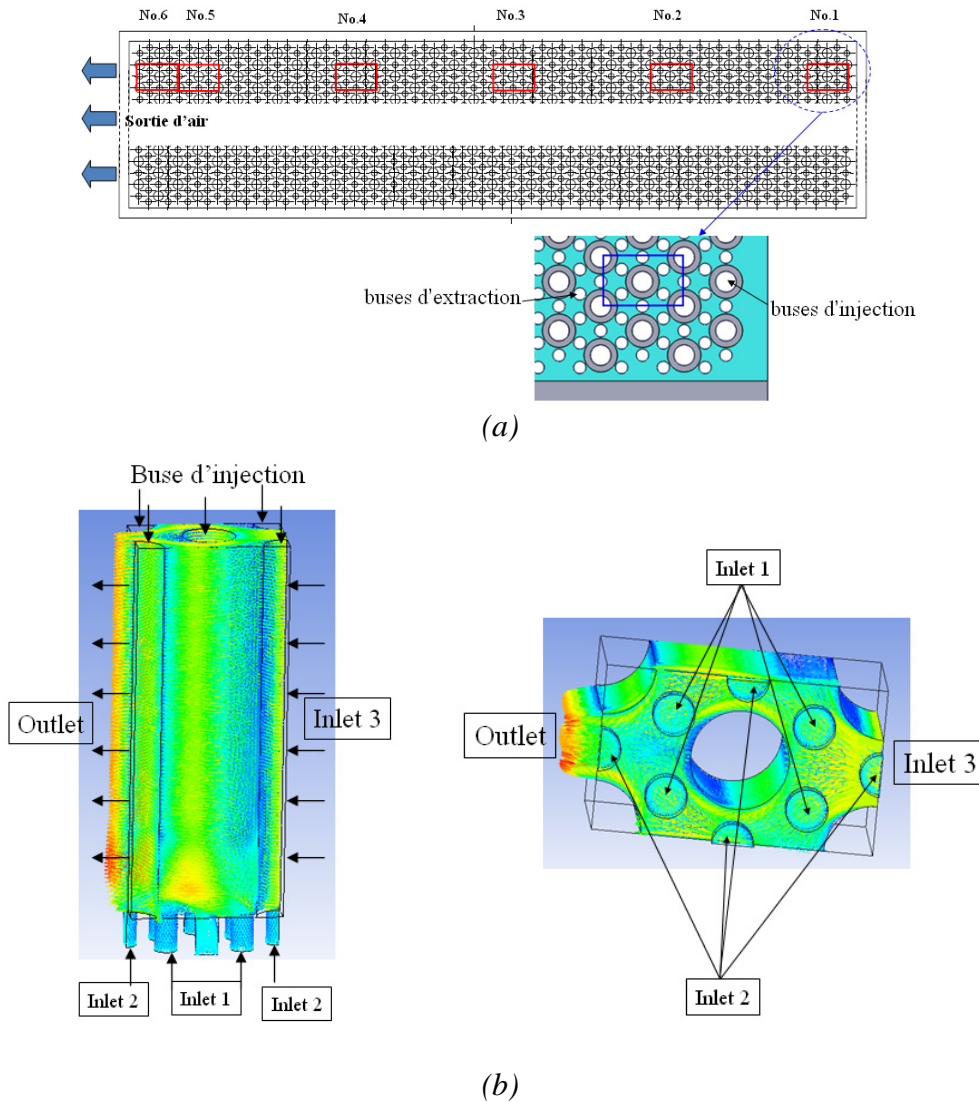 No.6 No.5 No.4 No.3 No.2 No.1
Sortie d'air
buses d'extraction
buses d'injection
(a)
Buse d'injection
Outlet
Inlet 3
Inlet 2
Inlet 1
Inlet 2
Inlet 1
Outlet
Inlet 3
Inlet 2
(b)